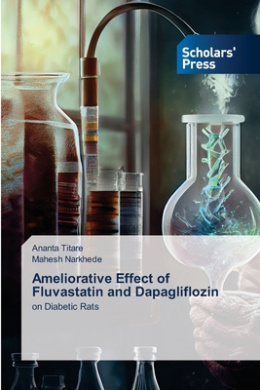 Scholars'
Press
Ananta Titare
Mahesh Narkhede
Ameliorative Effect of
Fluvastatin and Dapagliflozin
on Diabetic Rats